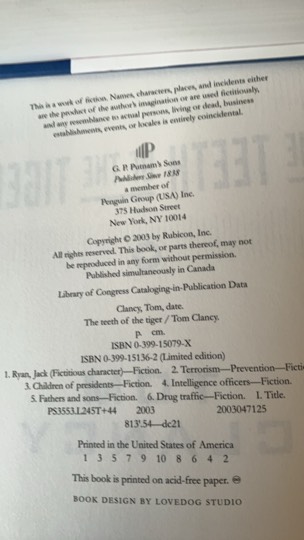 This is a work of fiction. Names, characters, places, and incidents either
are the product of the author's imagination or are used fictitiously,
and any resemblance to actual persons, living or dead, business
establishments, events, or locales is entirely coincidental.
G. P. Putnam's Sons
Publishers Since 1838
a member of
Penguin Group (USA) Inc.
375 Hudson Street
New York, NY 10014
Copyright © 2003 by Rubicon, Inc.
All rights reserved. This book, or parts thereof, may not
be reproduced in any form without permission.
Published simultaneously in Canada
Library of Congress Cataloging-in-Publication Data
Clancy, Tom, date.
The teeth of the tiger / Tom Clancy.
p. cm.
ISBN 0-399-15079-X
ISBN 0-399-15136-2 (Limited edition)
1. Ryan, Jack (Fictitious character)—Fiction. 2. Terrorism—Prevention—Ficti
3. Children of presidents—Fiction. 4. Intelligence officers—Fiction.
5. Fathers and sons—Fiction. 6. Drug traffic—Fiction. I. Title.
PS3553.L245T+44 2003 2003047125
813'.54—dc21
Printed in the United States of America
1 3 5 7 9 10 8 6 4 2
This book is printed on acid-free paper. ♾
BOOK DESIGN BY LOVEDOG STUDIO